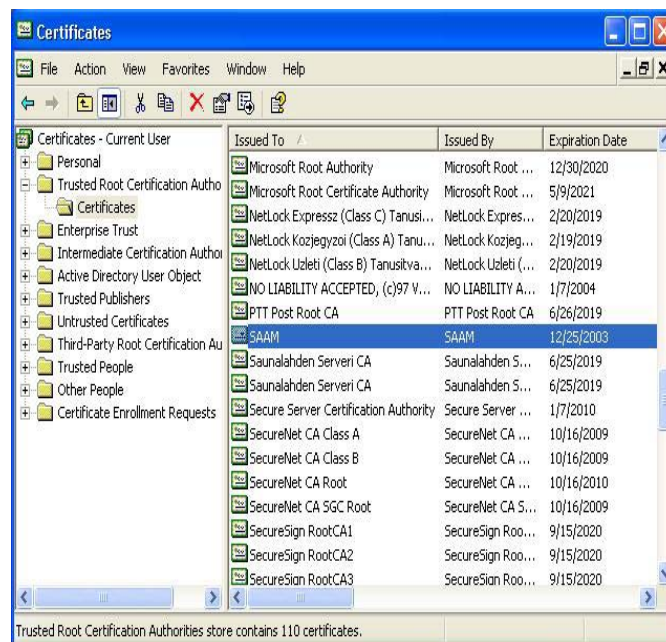 Certificates
File Action View Favorites Window Help
Certificates - Current User
Personal
Trusted Root Certification Autho
Certificates
Enterprise Trust
Intermediate Certification Author
Active Directory User Object
Trusted Publishers
Untrusted Certificates
Third-Party Root Certification Au
Trusted People
Other People
Certificate Enrollment Requests
Issued To Issued By Expiration Date
Microsoft Root Authority Microsoft Root ... 12/30/2020
Microsoft Root Certificate Authority Microsoft Root ... 5/9/2021
NetLock Expressz (Class C) Tanusi... NetLock Expres... 2/20/2019
NetLock Kozjegyzoi (Class A) Tanu... NetLock Kozjeg... 2/19/2019
NetLock Uzleti (Class B) Tanusitva... NetLock Uzleti (... 2/20/2019
NO LIABILITY ACCEPTED, (c)97 V... NO LIABILITY A... 1/7/2004
PTT Post Root CA PTT Post Root CA 6/26/2019
SAAM SAAM 12/25/2003
Saunalahden Serveri CA Saunalahden S... 6/25/2019
Saunalahden Serveri CA Saunalahden S... 6/25/2019
Secure Server Certification Authority Secure Server ... 1/7/2010
SecureNet CA Class A SecureNet CA ... 10/16/2009
SecureNet CA Class B SecureNet CA ... 10/16/2009
SecureNet CA Root SecureNet CA ... 10/16/2010
SecureNet CA SGC Root SecureNet CA S... 10/16/2009
SecureSign RootCA1 SecureSign Roo... 9/15/2020
SecureSign RootCA2 SecureSign Roo... 9/15/2020
SecureSign RootCA3 SecureSign Roo... 9/15/2020
Trusted Root Certification Authorities store contains 110 certificates.